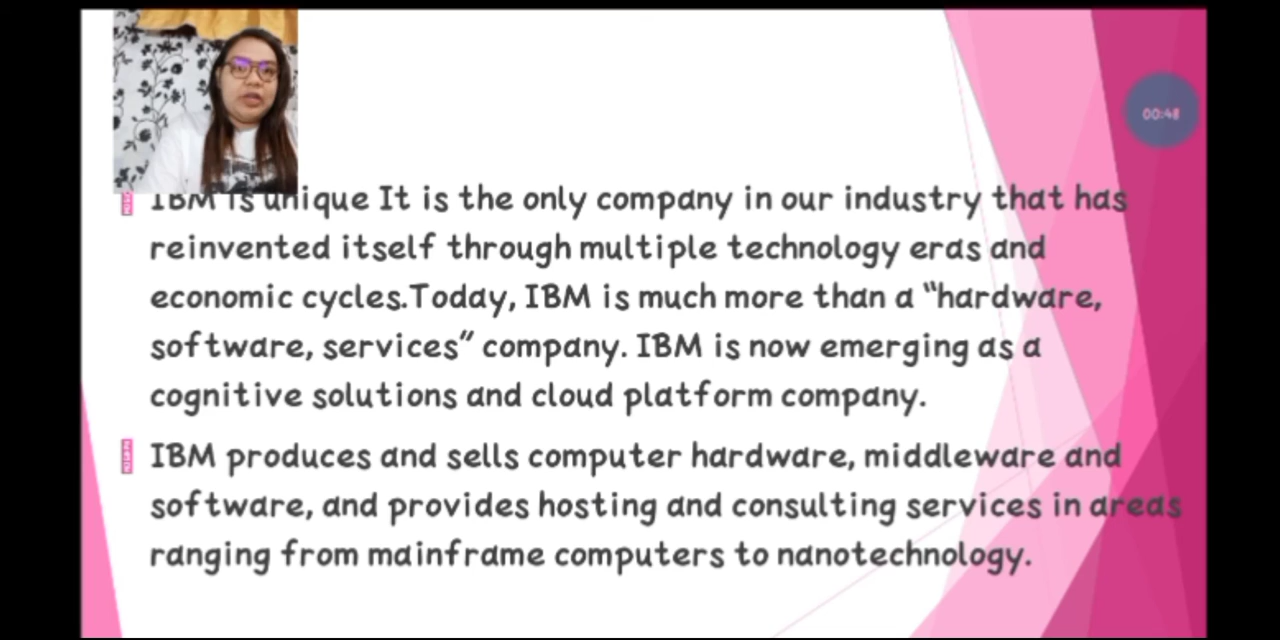 00:48
IBM is unique It is the only company in our industry that has
reinvented itself through multiple technology eras and
economic cycles.Today, IBM is much more than a “hardware,
software, services” company. IBM is now emerging as a
cognitive solutions and cloud platform company.
IBM produces and sells computer hardware, middleware and
software, and provides hosting and consulting services in areas
ranging from mainframe computers to nanotechnology.